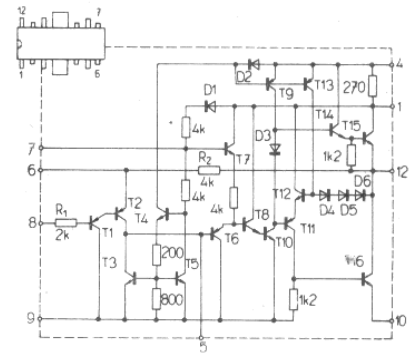 12 7
1 6
4
D2 T9 T13 270
D1 1
T14 T15
4k D3 1k2
7 T7
R2 12
6 4k D6
T2 4k 4k T12 D4 D5
R1 T4 T8 T11
8 2k T1 T6 T10
T3 200 T5
800 1k2
9 5 10